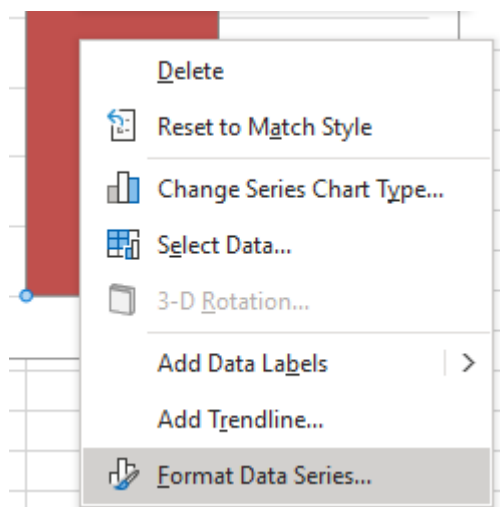 Delete
Reset to Match Style
Change Series Chart Type...
Select Data...
3-D Rotation...
Add Data Labels
Add Trendline...
Format Data Series...